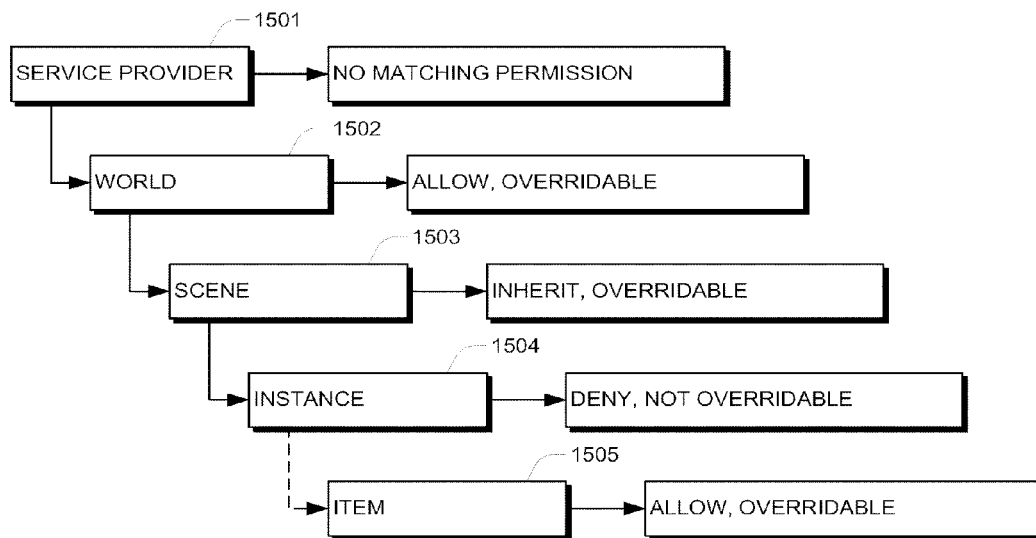 1501
SERVICE PROVIDER
NO MATCHING PERMISSION
1502
WORLD
ALLOW, OVERRIDABLE
1503
SCENE
INHERIT, OVERRIDABLE
1504
INSTANCE
DENY, NOT OVERRIDABLE
1505
ITEM
ALLOW, OVERRIDABLE